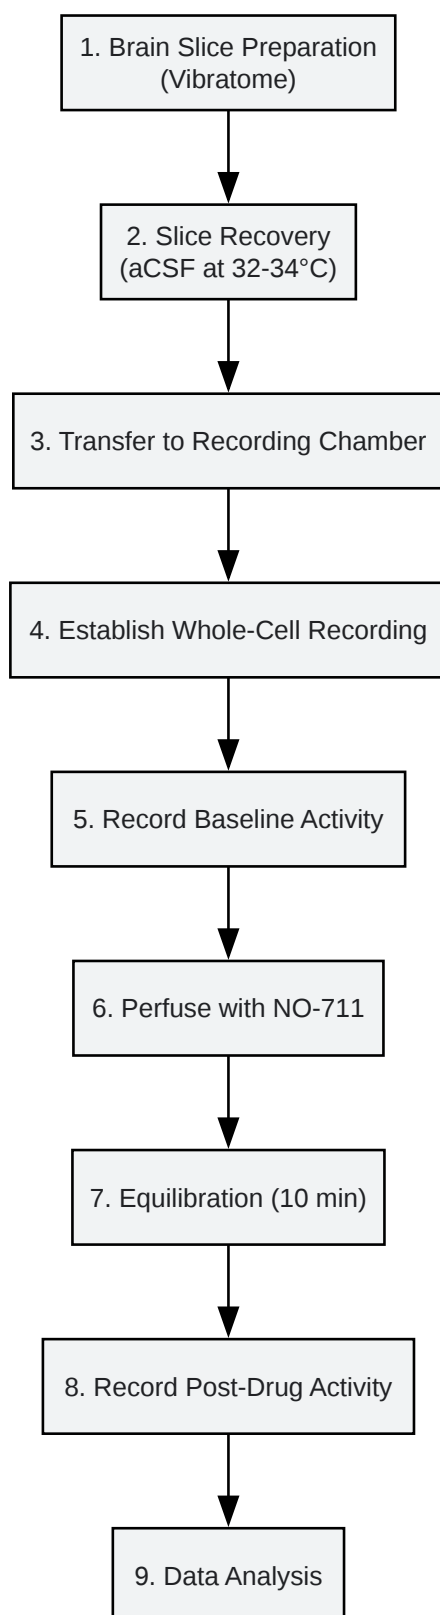 1. Brain Slice Preparation
(Vibratome)
2. Slice Recovery
(aCSF at 32-34°C)
3. Transfer to Recording Chamber
4. Establish Whole-Cell Recording
5. Record Baseline Activity
6. Perfuse with NO-711
7. Equilibration (10 min)
8. Record Post-Drug Activity
9. Data Analysis